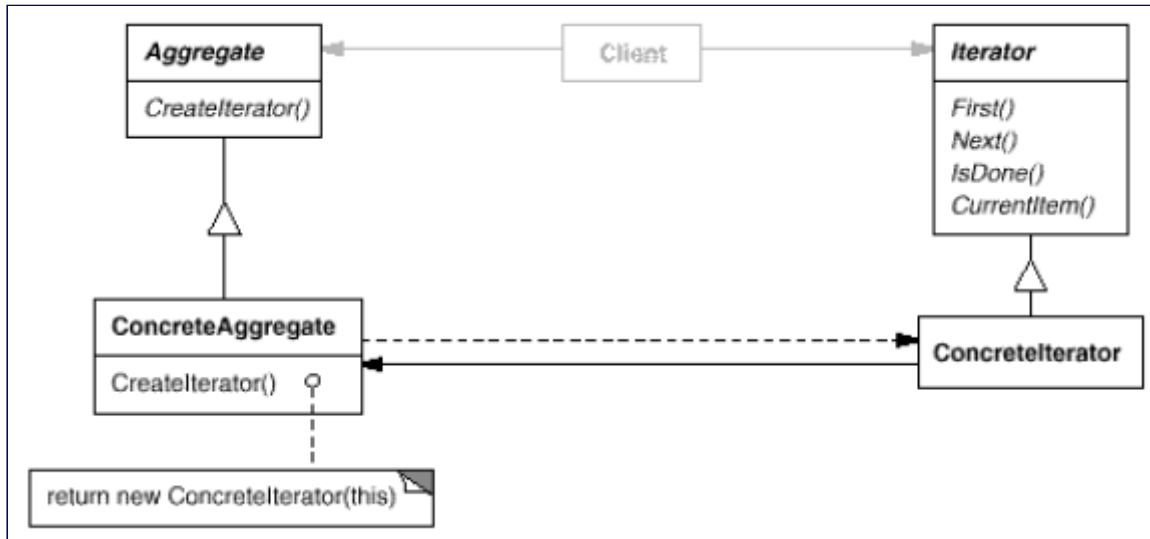 Aggregate
CreateIterator()
Client
Iterator
First()
Next()
IsDone()
CurrentItem()
ConcreteAggregate
CreateIterator()
ConcreteIterator
return new ConcreteIterator(this)